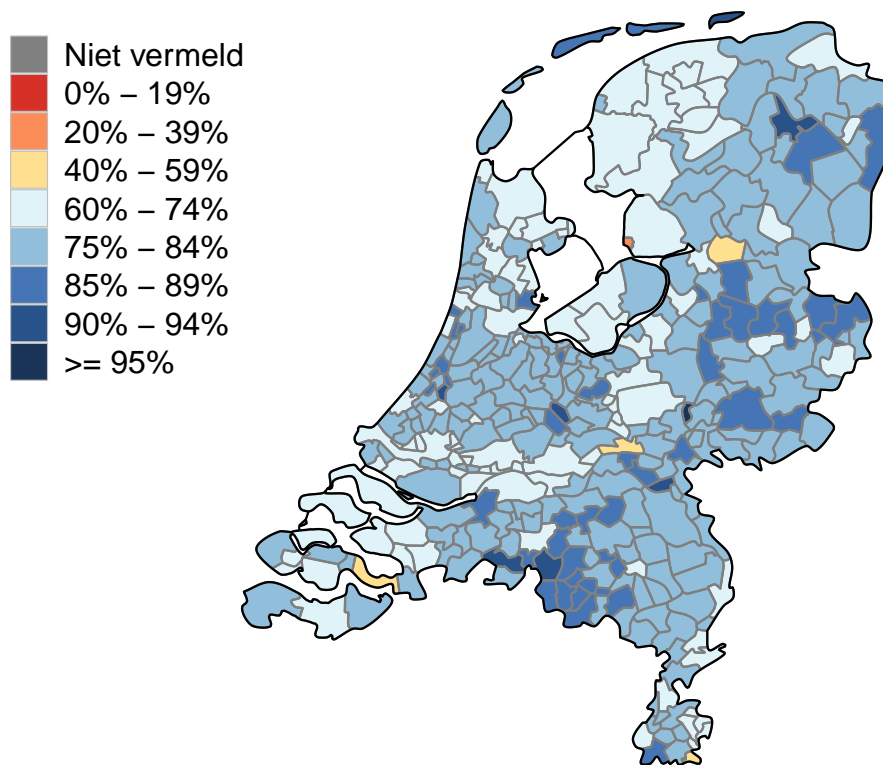 Niet vermeld
0% – 19%
20% – 39%
40% – 59%
60% – 74%
75% – 84%
85% – 89%
90% – 94%
>= 95%